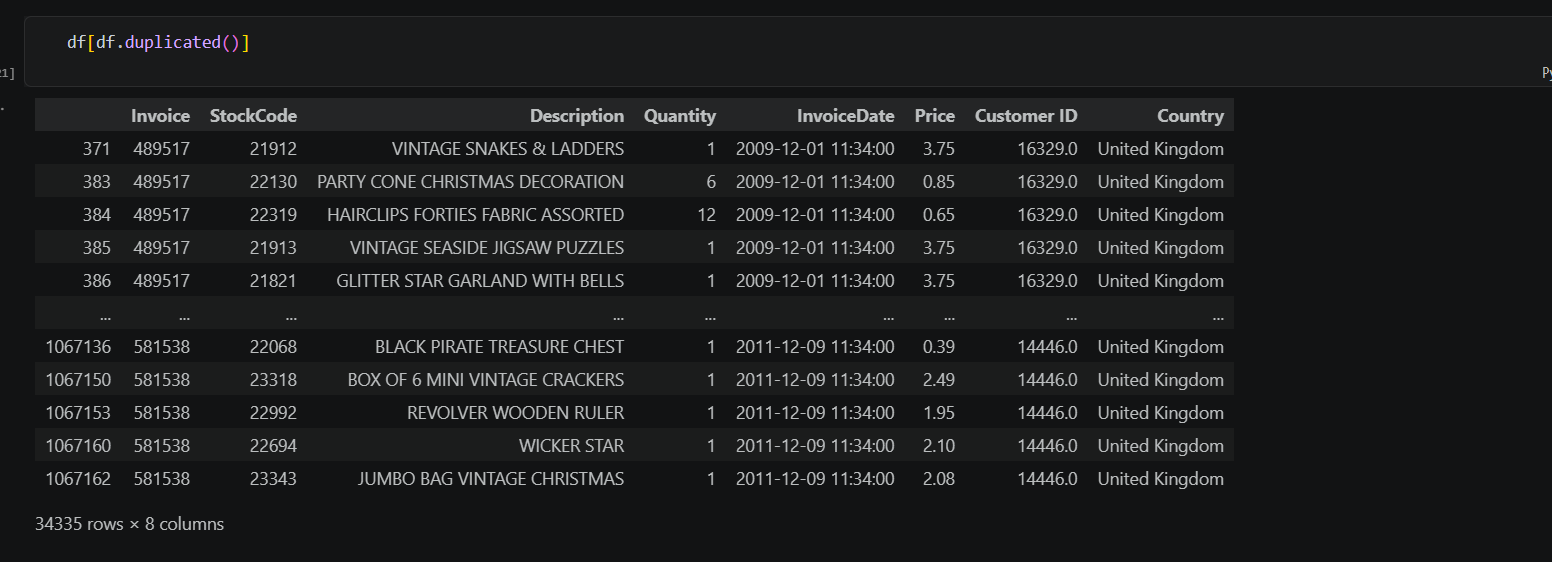 df[df.duplicated()]
21]
Py
.
Invoice StockCode Description Quantity InvoiceDate Price Customer ID Country
371 489517 21912 VINTAGE SNAKES & LADDERS 1 2009-12-01 11:34:00 3.75 16329.0 United Kingdom
383 489517 22130 PARTY CONE CHRISTMAS DECORATION 6 2009-12-01 11:34:00 0.85 16329.0 United Kingdom
384 489517 22319 HAIRCLIPS FORTIES FABRIC ASSORTED 12 2009-12-01 11:34:00 0.65 16329.0 United Kingdom
385 489517 21913 VINTAGE SEASIDE JIGSAW PUZZLES 1 2009-12-01 11:34:00 3.75 16329.0 United Kingdom
386 489517 21821 GLITTER STAR GARLAND WITH BELLS 1 2009-12-01 11:34:00 3.75 16329.0 United Kingdom
... ... ... ... ... ... ... ... ...
1067136 581538 22068 BLACK PIRATE TREASURE CHEST 1 2011-12-09 11:34:00 0.39 14446.0 United Kingdom
1067150 581538 23318 BOX OF 6 MINI VINTAGE CRACKERS 1 2011-12-09 11:34:00 2.49 14446.0 United Kingdom
1067153 581538 22992 REVOLVER WOODEN RULER 1 2011-12-09 11:34:00 1.95 14446.0 United Kingdom
1067160 581538 22694 WICKER STAR 1 2011-12-09 11:34:00 2.10 14446.0 United Kingdom
1067162 581538 23343 JUMBO BAG VINTAGE CHRISTMAS 1 2011-12-09 11:34:00 2.08 14446.0 United Kingdom
34335 rows × 8 columns